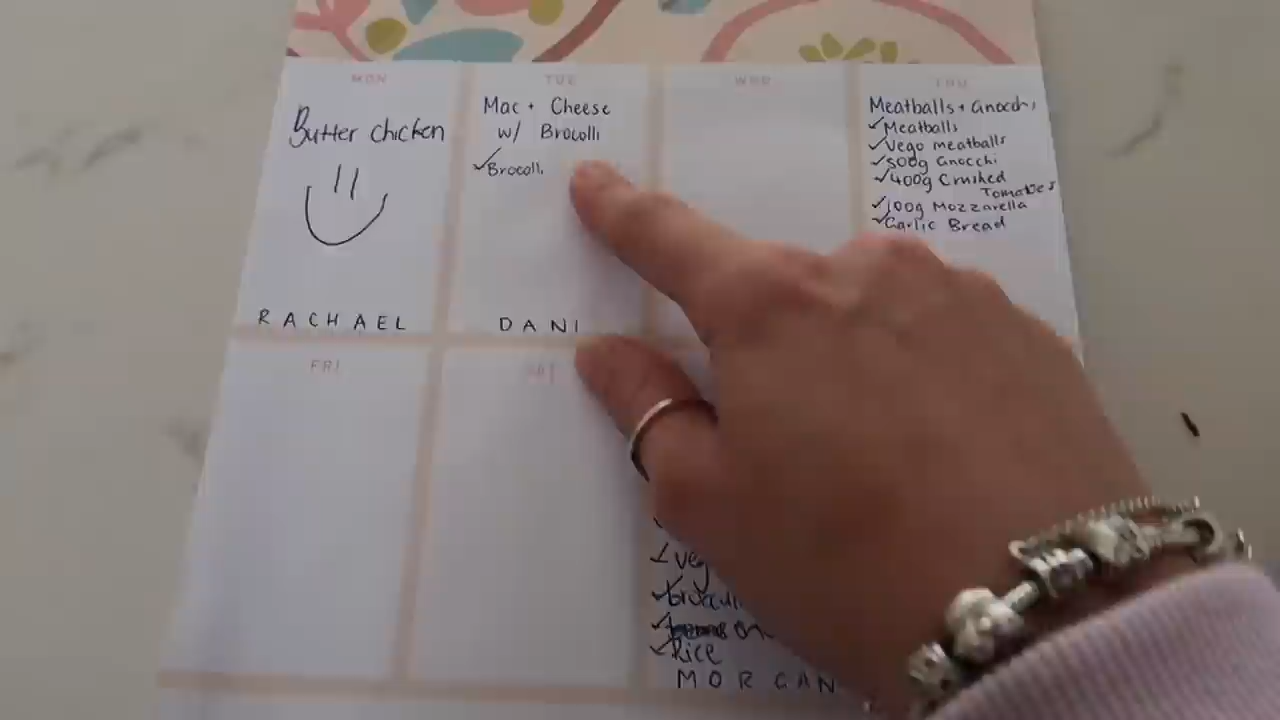 MON
Butter chicken
RACHAEL
TUE
Mac + Cheese
w/ Brocolli
✓Brocolli
DANI
WED
THU
Meatballs + Gnocchi
✓Meatballs
✓Vego meatballs
✓500g Gnocchi
✓400g Crushed
Tomatoes
✓100g Mozzarella
✓Garlic Bread
FRI
SAT
✓Rice
MORGAN